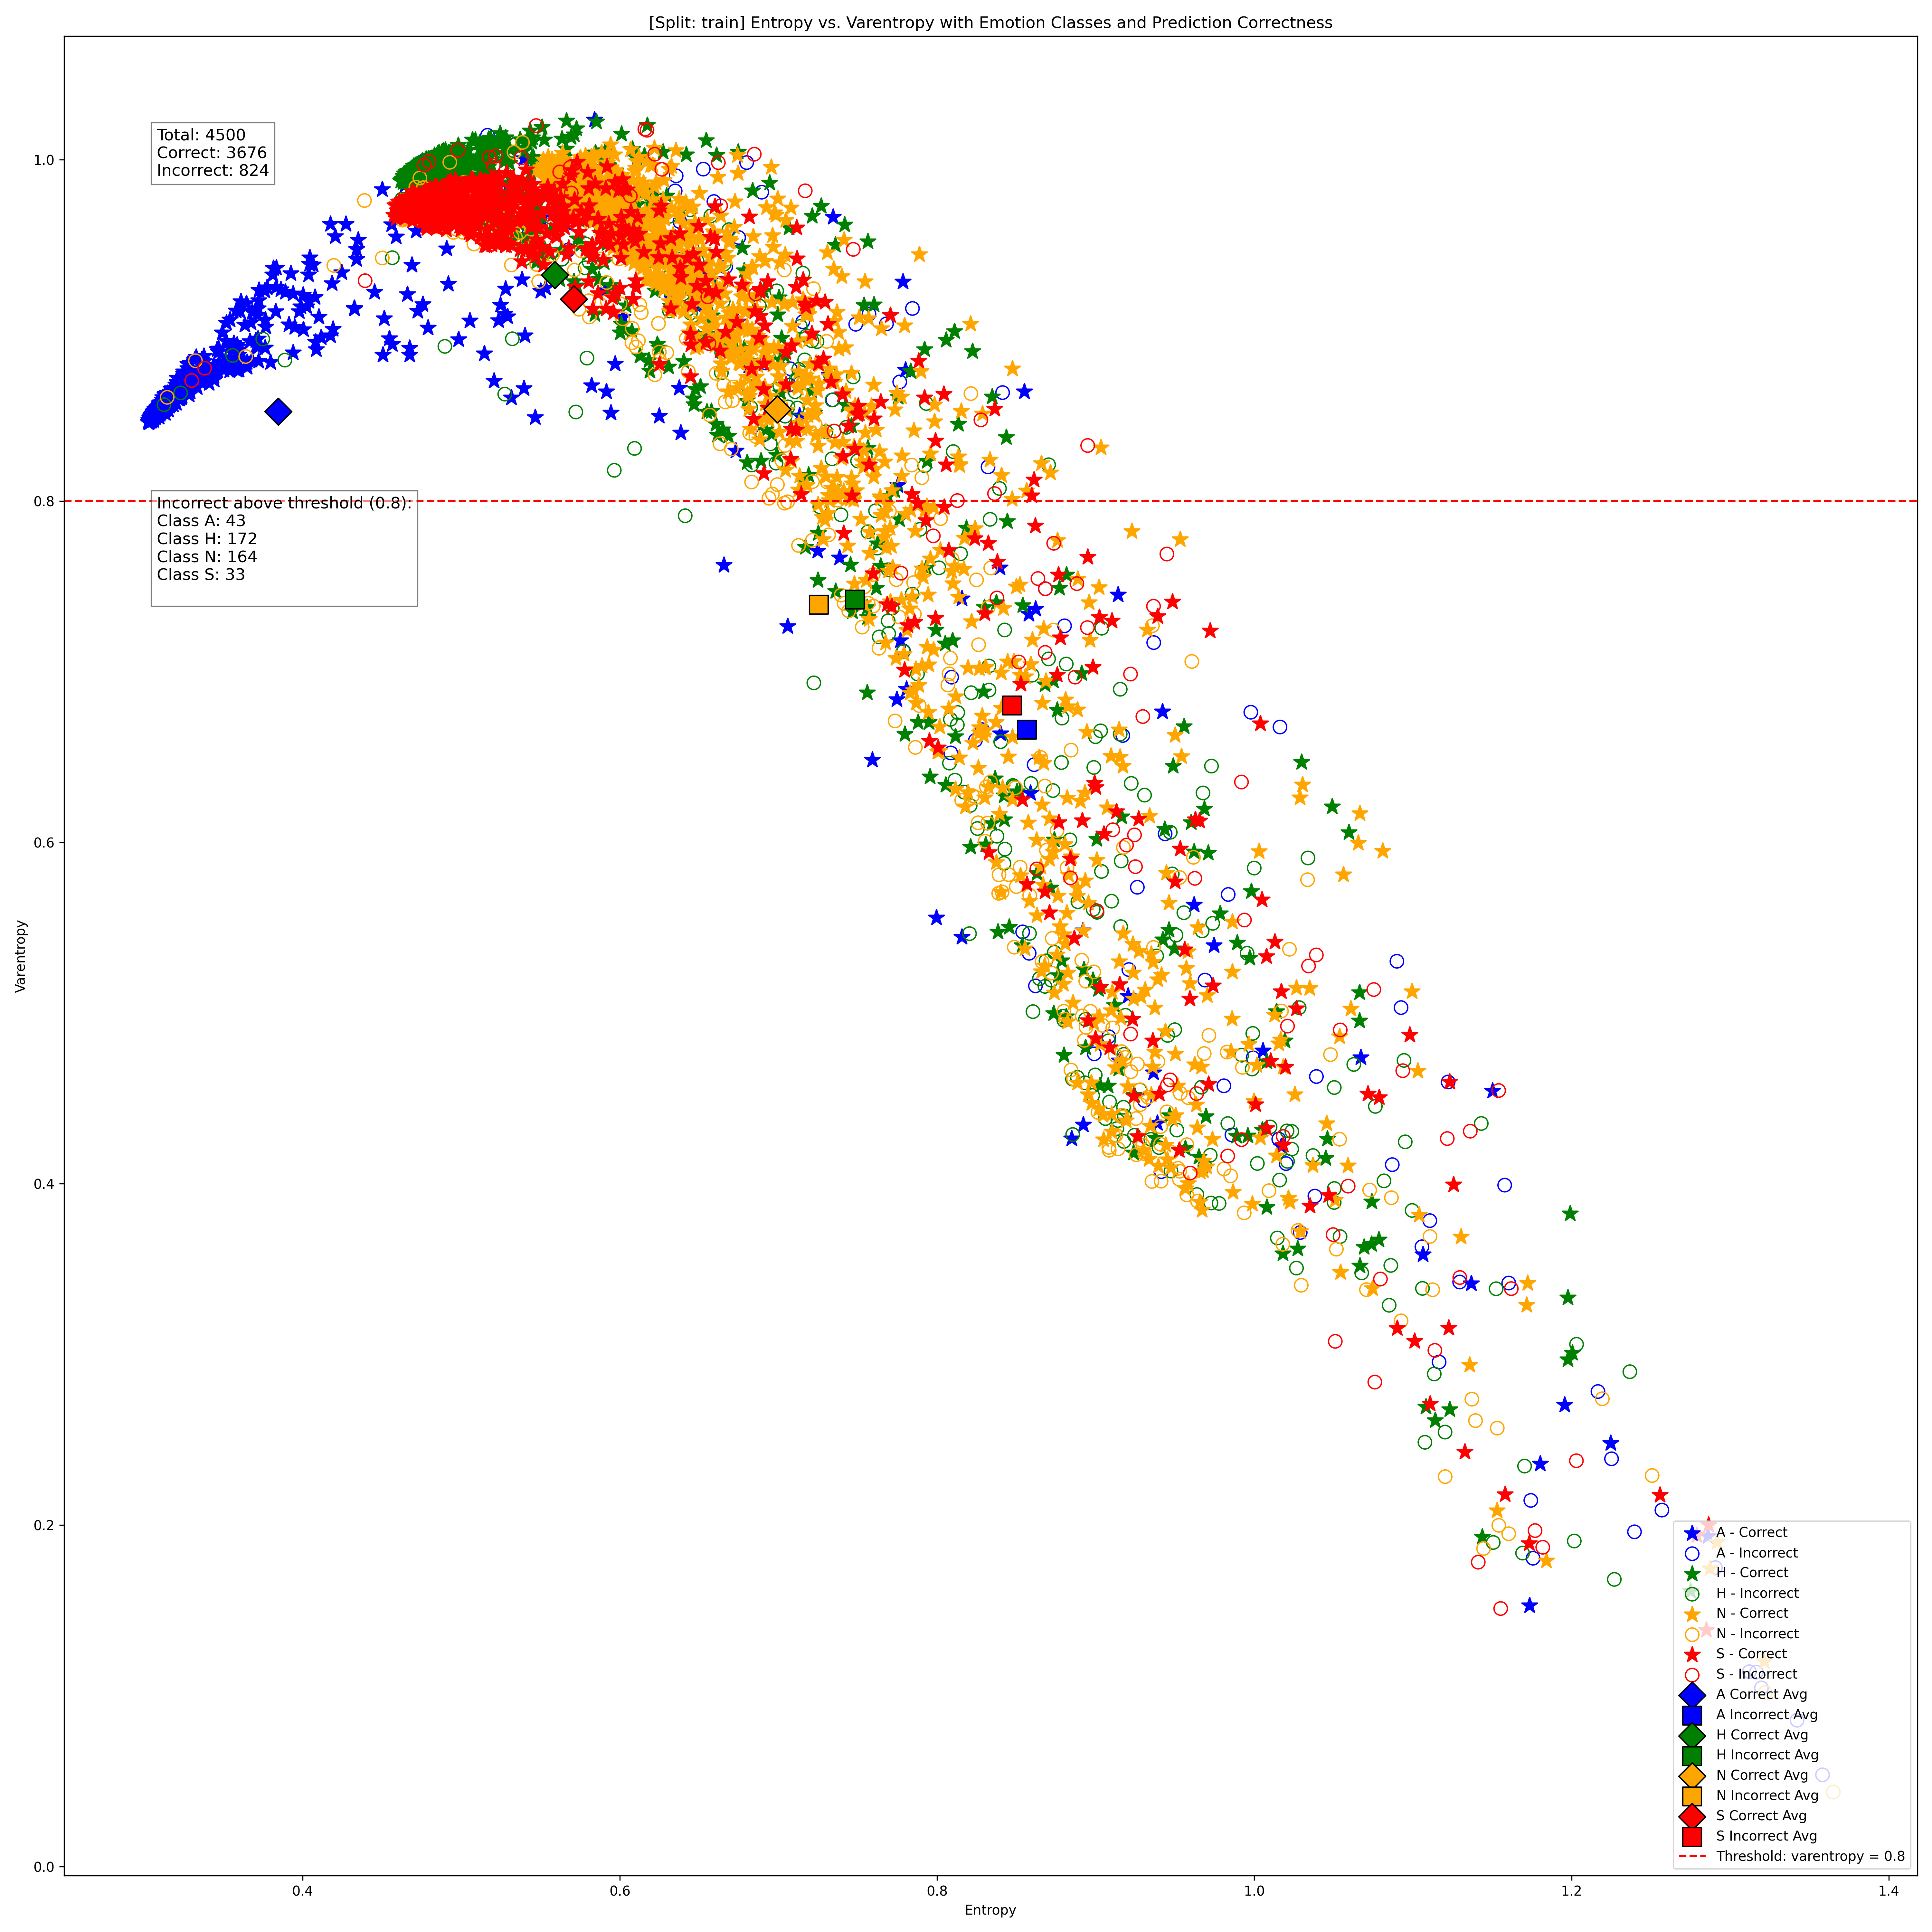 [Split: train] Entropy vs. Varentropy with Emotion Classes and Prediction Correctness
Total: 4500
Correct: 3676
Incorrect: 824
Incorrect above threshold (0.8):
Class A: 43
Class H: 172
Class N: 164
Class S: 33
Varentropy
1.0
0.8
0.6
0.4
0.2
0.0
0.4
0.6
0.8
1.0
1.2
1.4
Entropy
A - Correct
A - Incorrect
H - Correct
H - Incorrect
N - Correct
N - Incorrect
S - Correct
S - Incorrect
A Correct Avg
A Incorrect Avg
H Correct Avg
H Incorrect Avg
N Correct Avg
N Incorrect Avg
S Correct Avg
S Incorrect Avg
Threshold: varentropy = 0.8